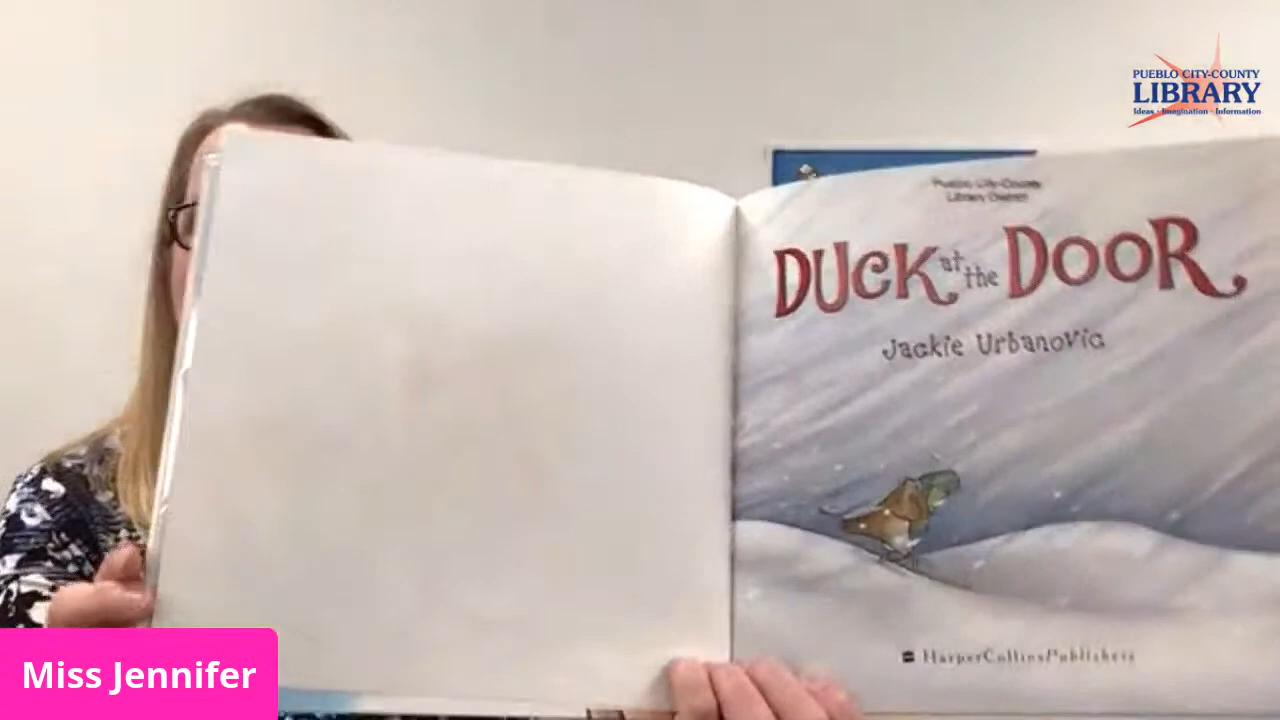 PUEBLO CITY-COUNTY
LIBRARY
Ideas • Imagination • Information
Pueblo City-County
Library District
DUCK at the DOOR
Jackie Urbanovic
HarperCollinsPublishers
Miss Jennifer